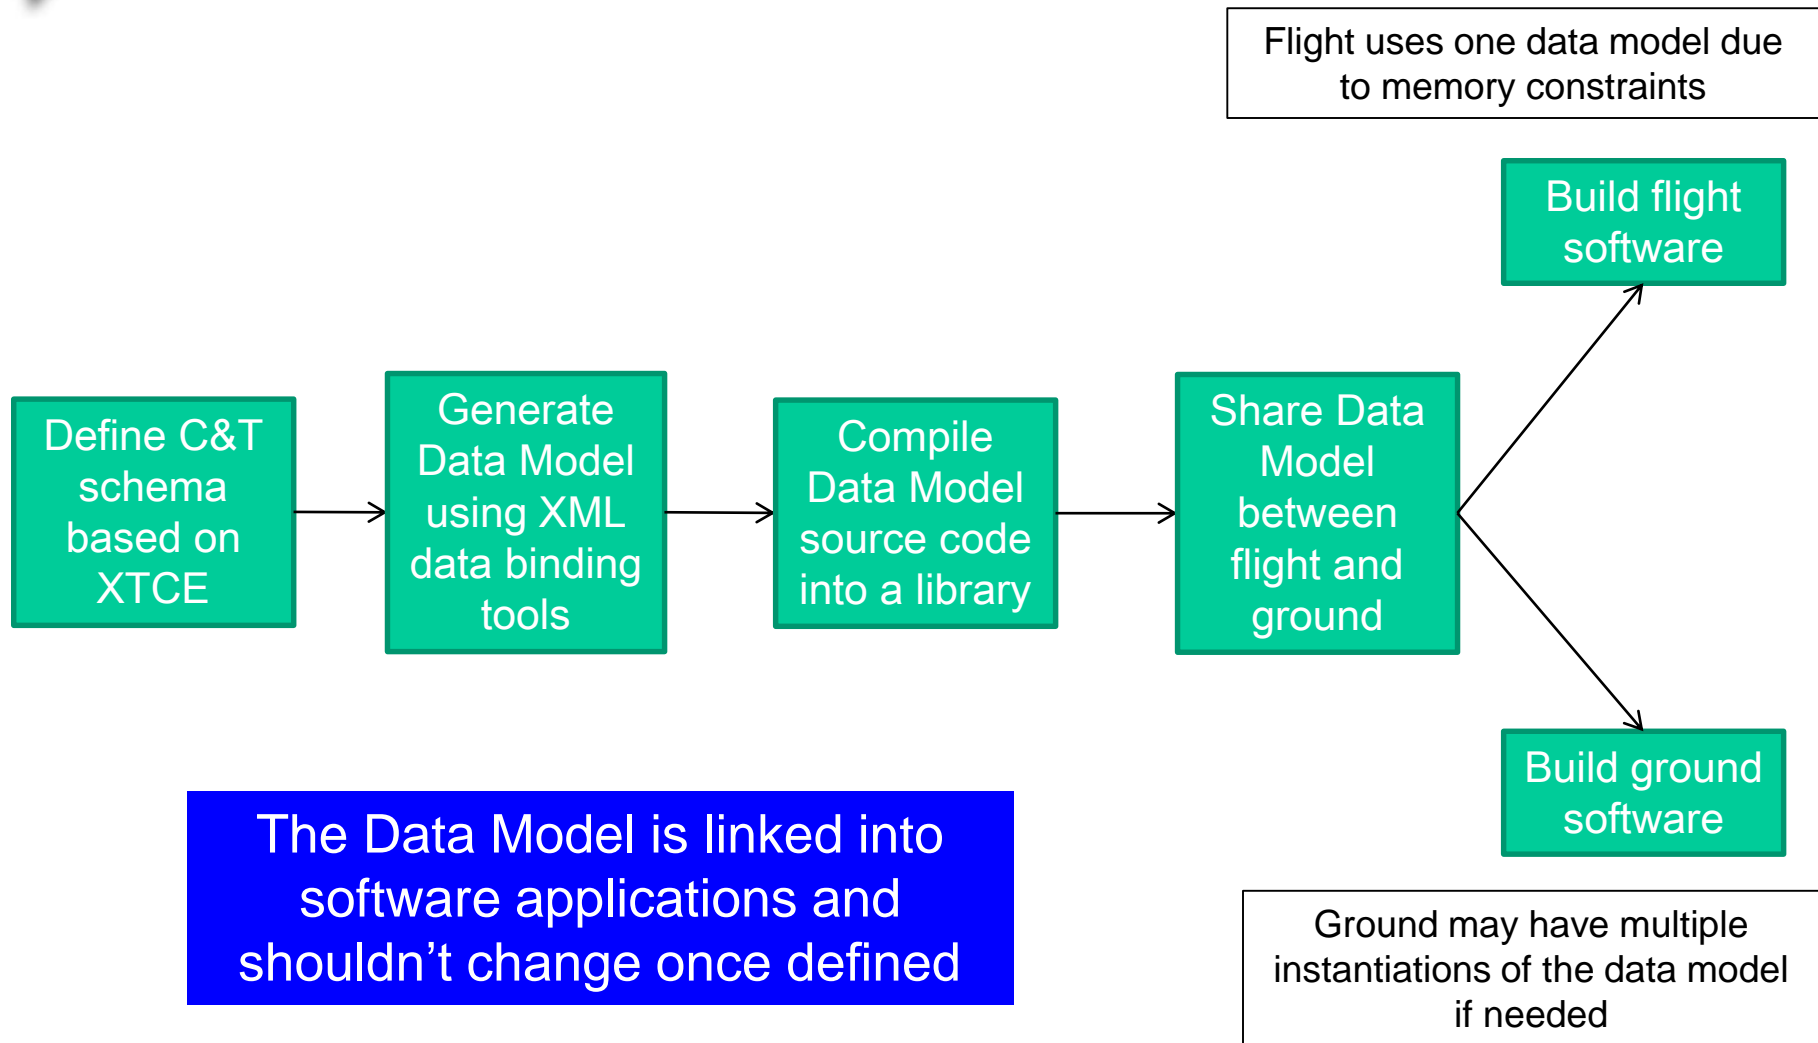 Flight uses one data model due
to memory constraints
Build flight
software
Define C&T
schema
based on
XTCE
Generate
Data Model
using XML
data binding
tools
Compile
Data Model
source code
into a library
Share Data
Model
between
flight and
ground
Build ground
software
The Data Model is linked into
software applications and
shouldn’t change once defined
Ground may have multiple
instantiations of the data model
if needed